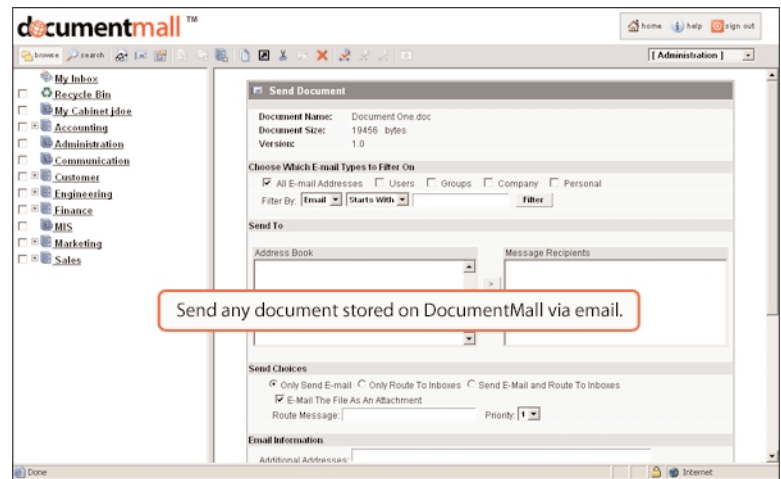 documentmall TM
home help sign out
browse search [ Administration ]
My Inbox
Recycle Bin
My Cabinet jdoe
Accounting
Administration
Communication
Customer
Engineering
Finance
MIS
Marketing
Sales
Send Document
Document Name: Document One.doc
Document Size: 19456 bytes
Version: 1.0
Choose Which E-mail Types to Filter On
All E-mail Addresses Users Groups Company Personal
Filter By: Email Starts With Filter
Send To
Address Book Message Recipients
>
Send any document stored on DocumentMall via email.
Send Choices
Only Send E-mail Only Route To Inboxes Send E-Mail and Route To Inboxes
E-Mail The File As An Attachment
Route Message: Priority: 1
Email Information
Additional Addresses:
Done Internet